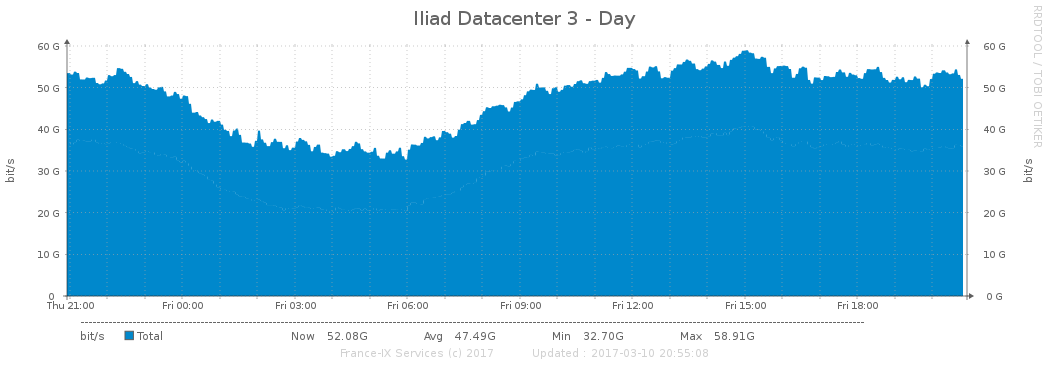 Iliad Datacenter 3 - Day
RRDTOOL / TOBI OETIKER
60 G 60 G
50 G 50 G
40 G 40 G
30 G 30 G
20 G 20 G
10 G 10 G
0 0 G
bit/s bit/s
Thu 21:00 Fri 00:00 Fri 03:00 Fri 06:00 Fri 09:00 Fri 12:00 Fri 15:00 Fri 18:00
bit/s Total Now 52.08G Avg 47.49G Min 32.70G Max 58.91G
France-IX Services (c) 2017 Updated : 2017-03-10 20:55:08